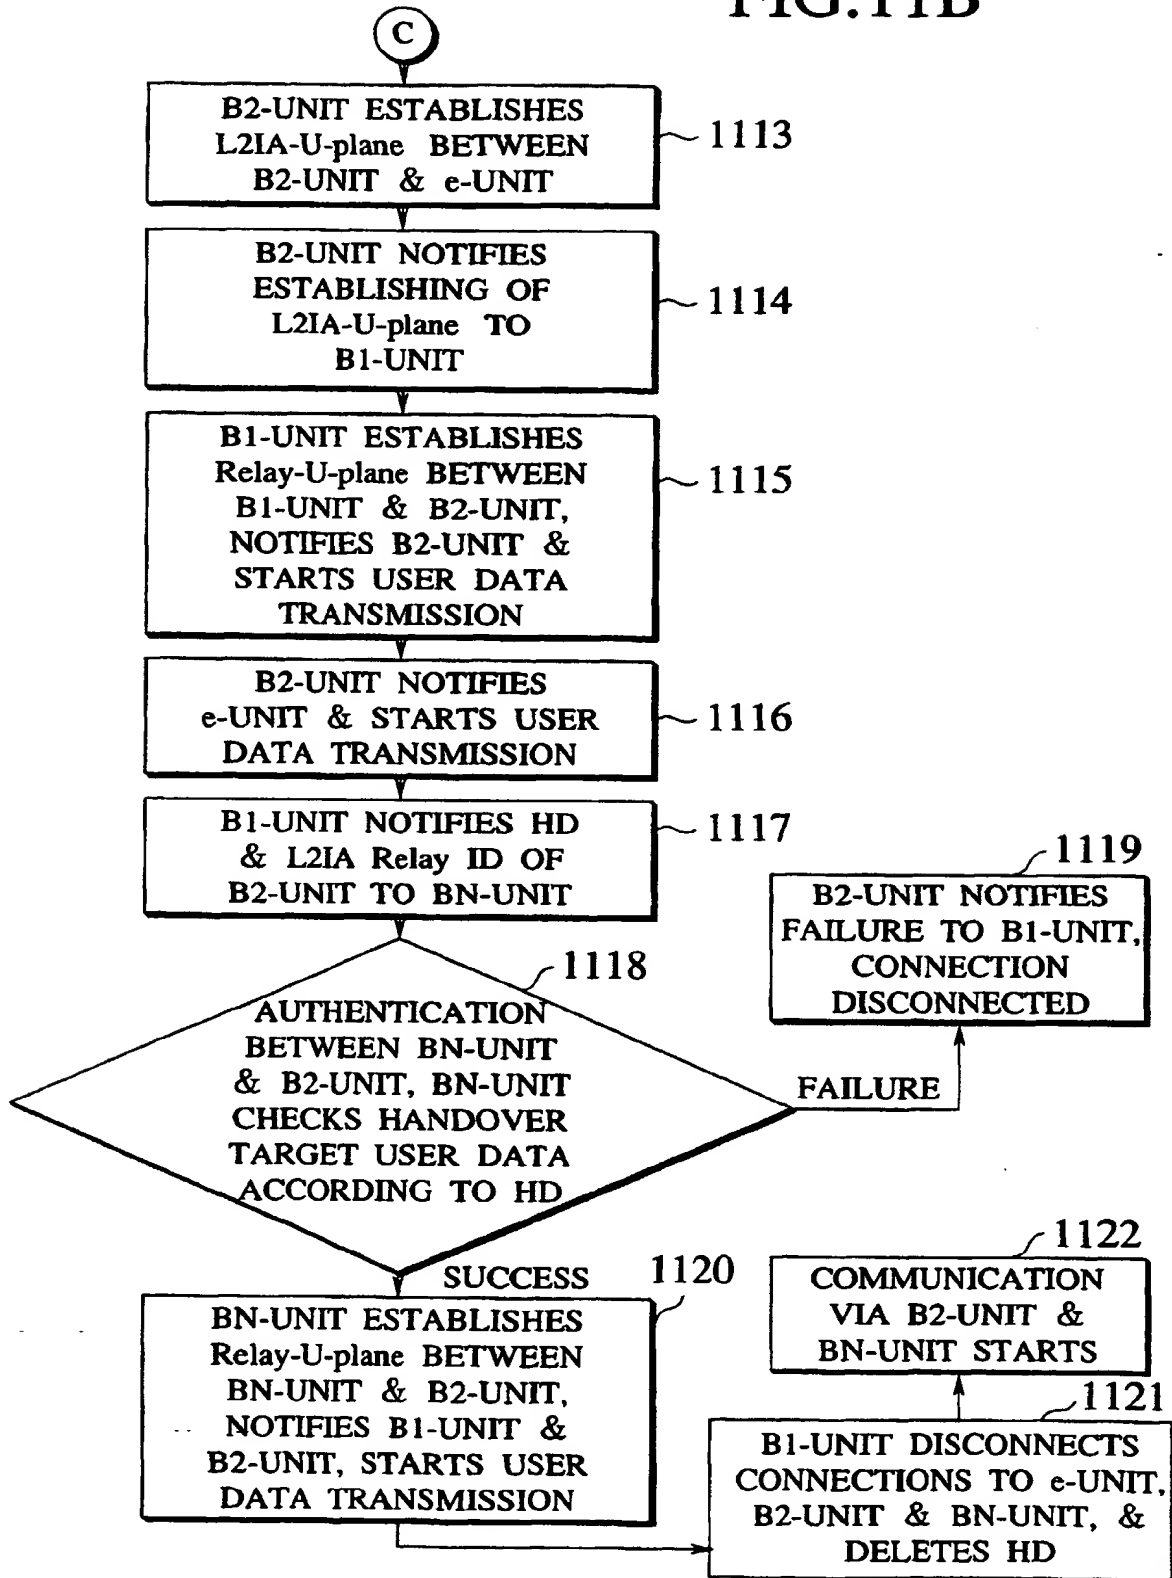 FIG.11B
C
B2-UNIT ESTABLISHES
L2IA-U-plane BETWEEN
B2-UNIT & e-UNIT
1113
B2-UNIT NOTIFIES
ESTABLISHING OF
L2IA-U-plane TO
B1-UNIT
1114
B1-UNIT ESTABLISHES
Relay-U-plane BETWEEN
B1-UNIT & B2-UNIT,
NOTIFIES B2-UNIT &
STARTS USER DATA
TRANSMISSION
1115
B2-UNIT NOTIFIES
e-UNIT & STARTS USER
DATA TRANSMISSION
1116
B1-UNIT NOTIFIES HD
& L2IA Relay ID OF
B2-UNIT TO BN-UNIT
1117
1118
AUTHENTICATION
BETWEEN BN-UNIT
& B2-UNIT, BN-UNIT
CHECKS HANDOVER
TARGET USER DATA
ACCORDING TO HD
FAILURE
1119
B2-UNIT NOTIFIES
FAILURE TO B1-UNIT,
CONNECTION
DISCONNECTED
SUCCESS
1120
BN-UNIT ESTABLISHES
Relay-U-plane BETWEEN
BN-UNIT & B2-UNIT,
NOTIFIES B1-UNIT &
B2-UNIT, STARTS USER
DATA TRANSMISSION
1121
B1-UNIT DISCONNECTS
CONNECTIONS TO e-UNIT,
B2-UNIT & BN-UNIT, &
DELETES HD
1122
COMMUNICATION
VIA B2-UNIT &
BN-UNIT STARTS